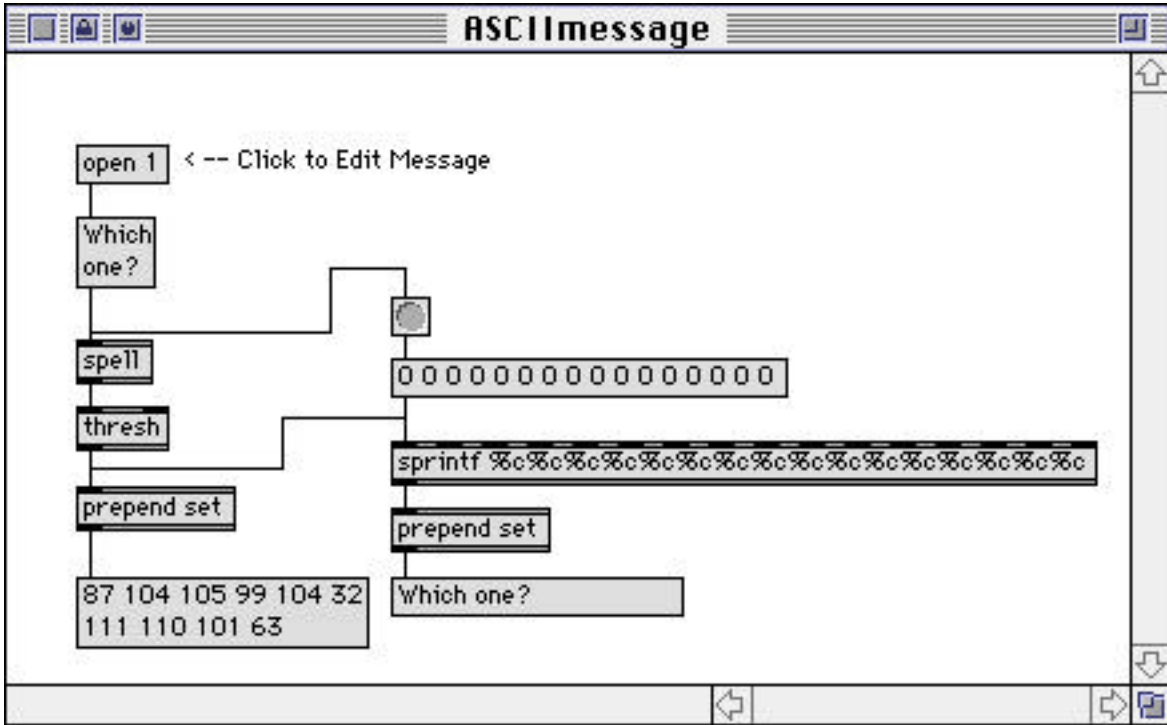 ASCIImessage
open 1
< -- Click to Edit Message
Which
one?
spell
0 0 0 0 0 0 0 0 0 0 0 0 0 0 0 0
thresh
sprintf %c%c%c%c%c%c%c%c%c%c%c%c%c%c%c%c
prepend set
prepend set
87 104 105 99 104 32
111 110 101 63
Which one?